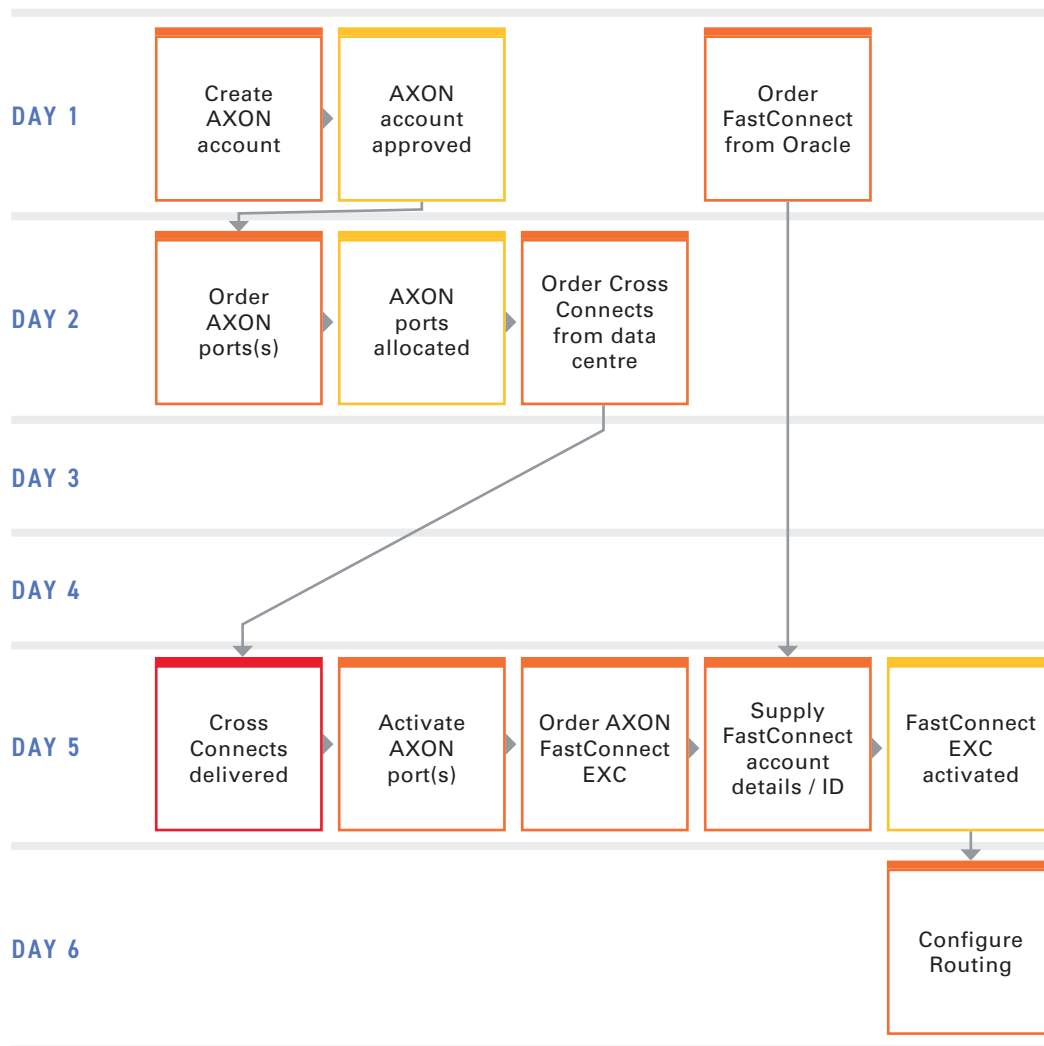 DAY 1
Create
AXON
account
AXON
account
approved
Order
FastConnect
from Oracle
DAY 2
Order
AXON
ports(s)
AXON
ports
allocated
Order Cross
Connects
from data
centre
DAY 3
DAY 4
DAY 5
Cross
Connects
delivered
Activate
AXON
port(s)
Order AXON
FastConnect
EXC
Supply
FastConnect
account
details / ID
FastConnect
EXC
activated
DAY 6
Configure
Routing